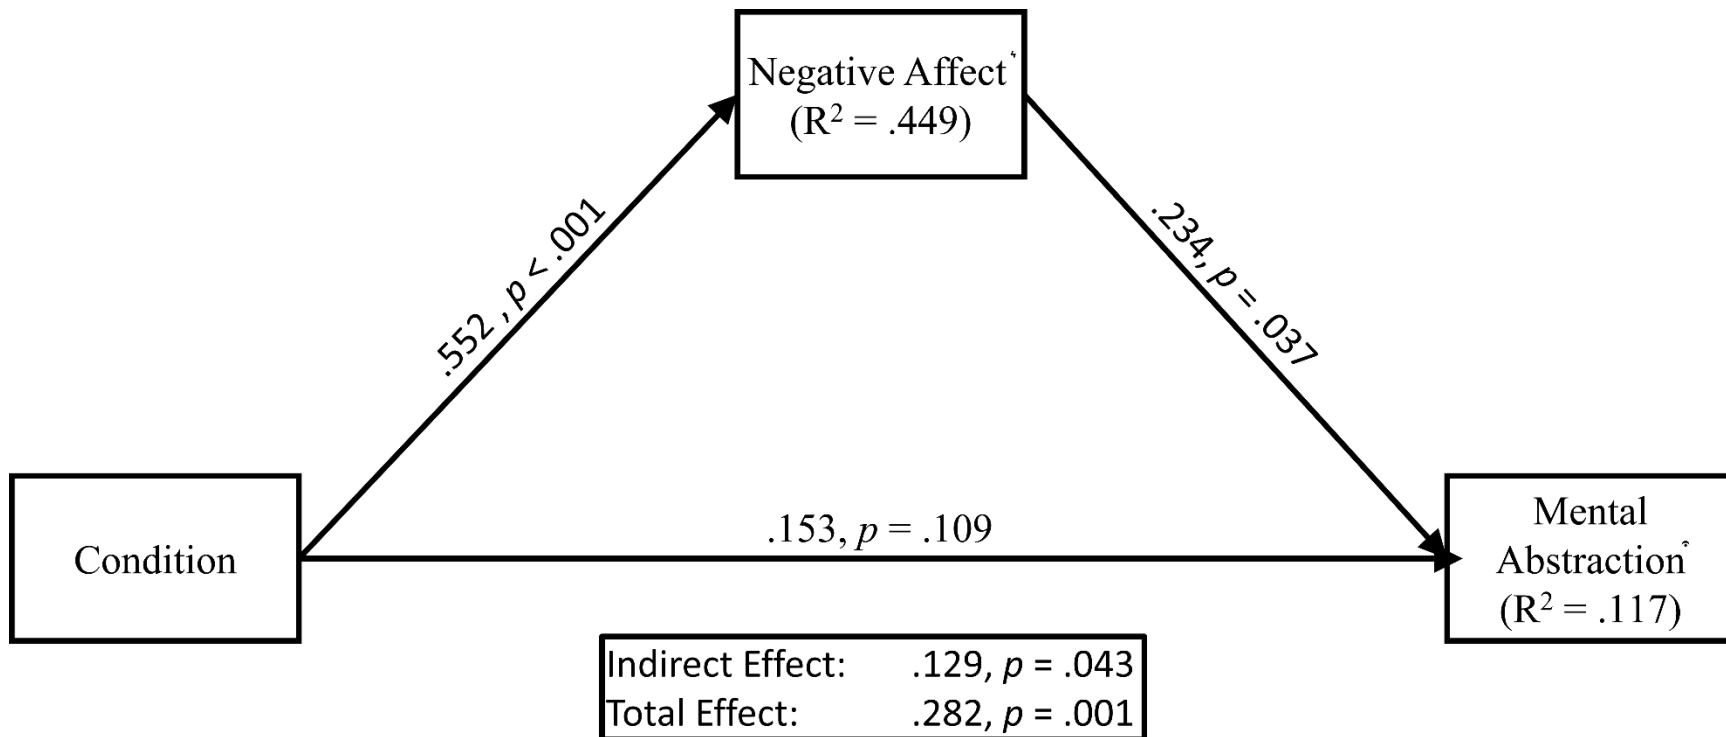 Negative Affect
(R² = .449)
.552 , p < .001
.234, p = .037
.153, p = .109
Condition
Mental
Abstraction
(R² = .117)
Indirect Effect: .129, p = .043
Total Effect: .282, p = .001